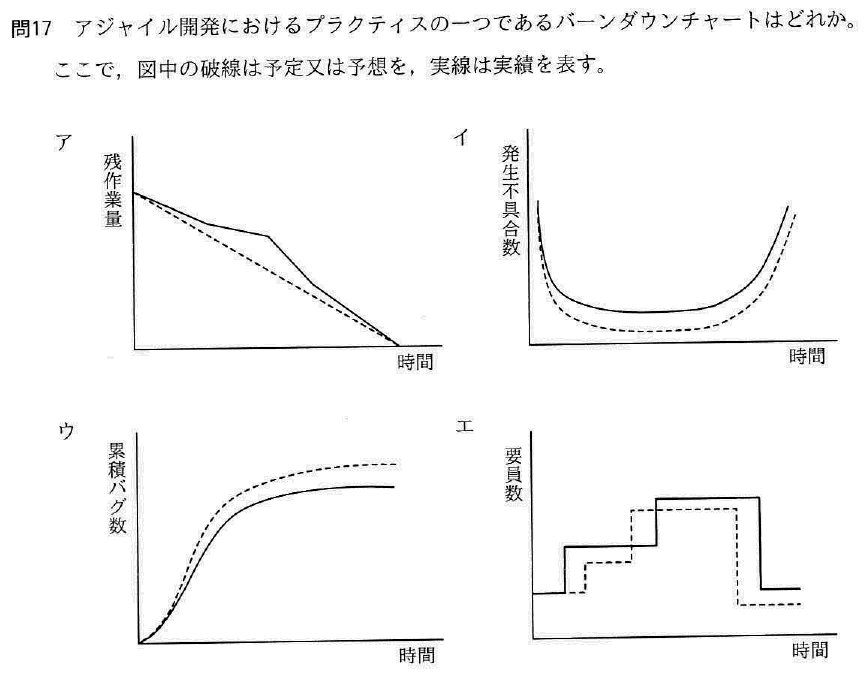 問17 アジャイル開発におけるプラクティスの一つであるバーンダウンチャートはどれか。
ここで，図中の破線は予定又は予想を，実線は実績を表す。
ア
残作業量
時間
イ
発生不具合数
時間
ウ
累積バグ数
時間
エ
要員数
時間